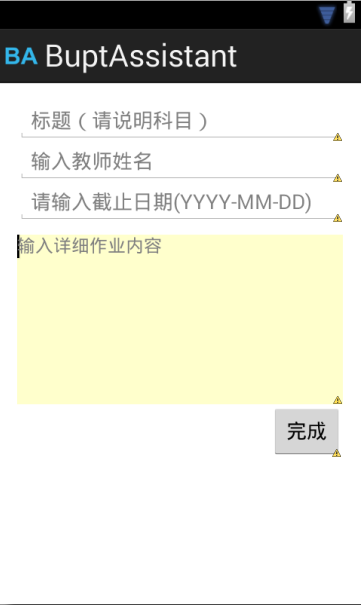 BA BuptAssistant
标题（请说明科目）
输入教师姓名
请输入截止日期(YYYY-MM-DD)
输入详细作业内容
完成